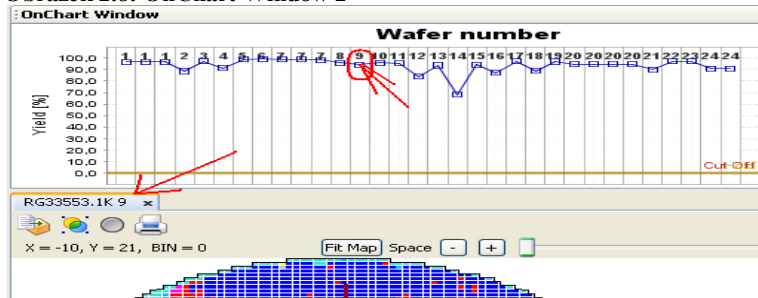 Obrázek OnChart Window 2
OnChart Window
Wafer number
1 1 1 2 3 4 5 6 7 7 7 8 9 10 11 12 13 14 15 16 17 18 19 20 20 20 20 21 22 23 24 24
Yield [%]
100,0
90,0
80,0
70,0
60,0
50,0
40,0
30,0
20,0
10,0
0,0
Cut-Off
RG33553.1K 9 x
X = -10, Y = 21, BIN = 0
Fit Map Space - +